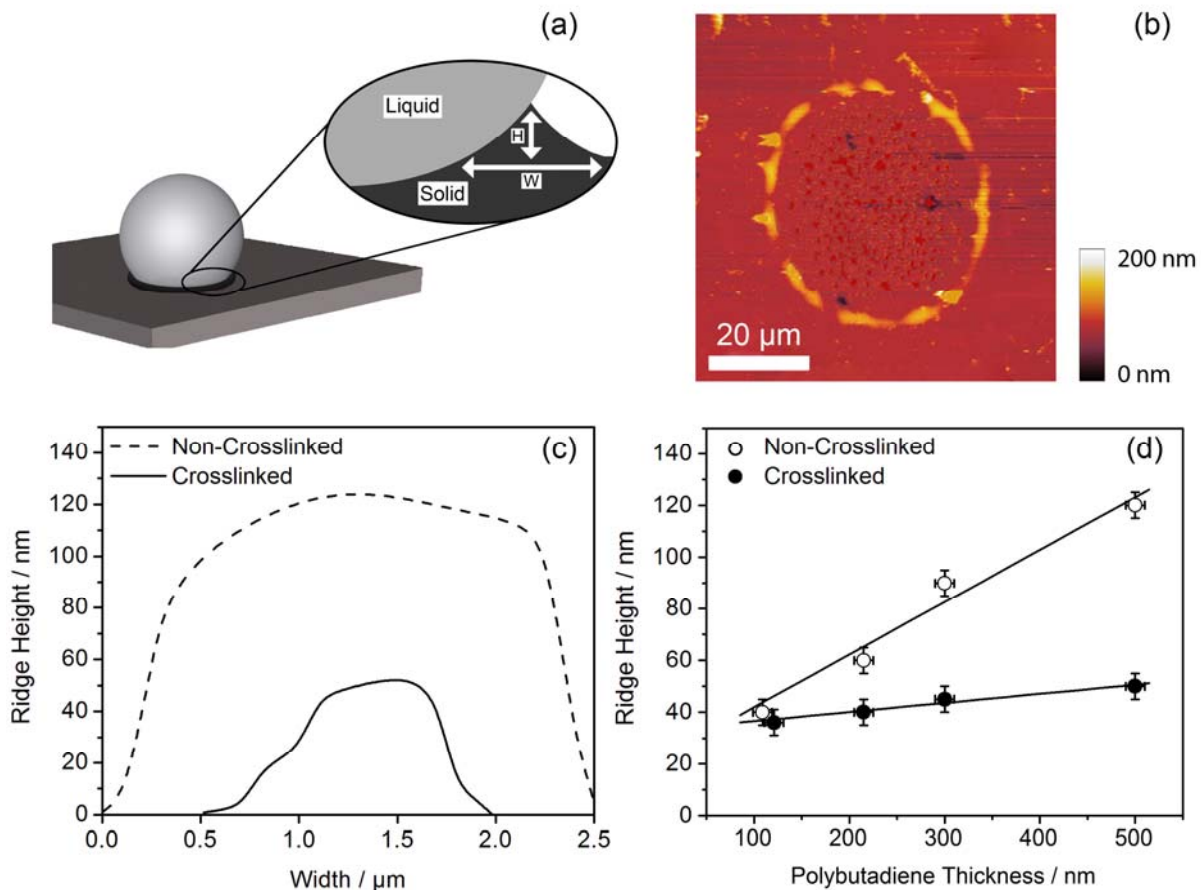 (a)
Liquid
H
W
Solid
(b)
20 µm
200 nm
0 nm
(c)
Non-Crosslinked
Crosslinked
Ridge Height / nm
140
120
100
80
60
40
20
0
0.0 0.5 1.0 1.5 2.0 2.5
Width / µm
(d)
Non-Crosslinked
Crosslinked
Ridge Height / nm
140
120
100
80
60
40
20
0
100 200 300 400 500
Polybutadiene Thickness / nm